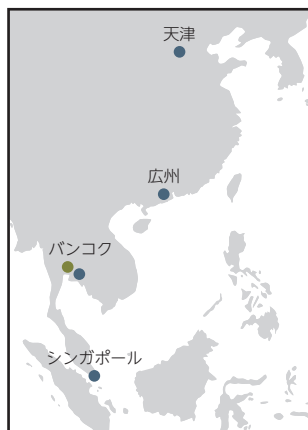 天津
広州
バンコク
シンガポール